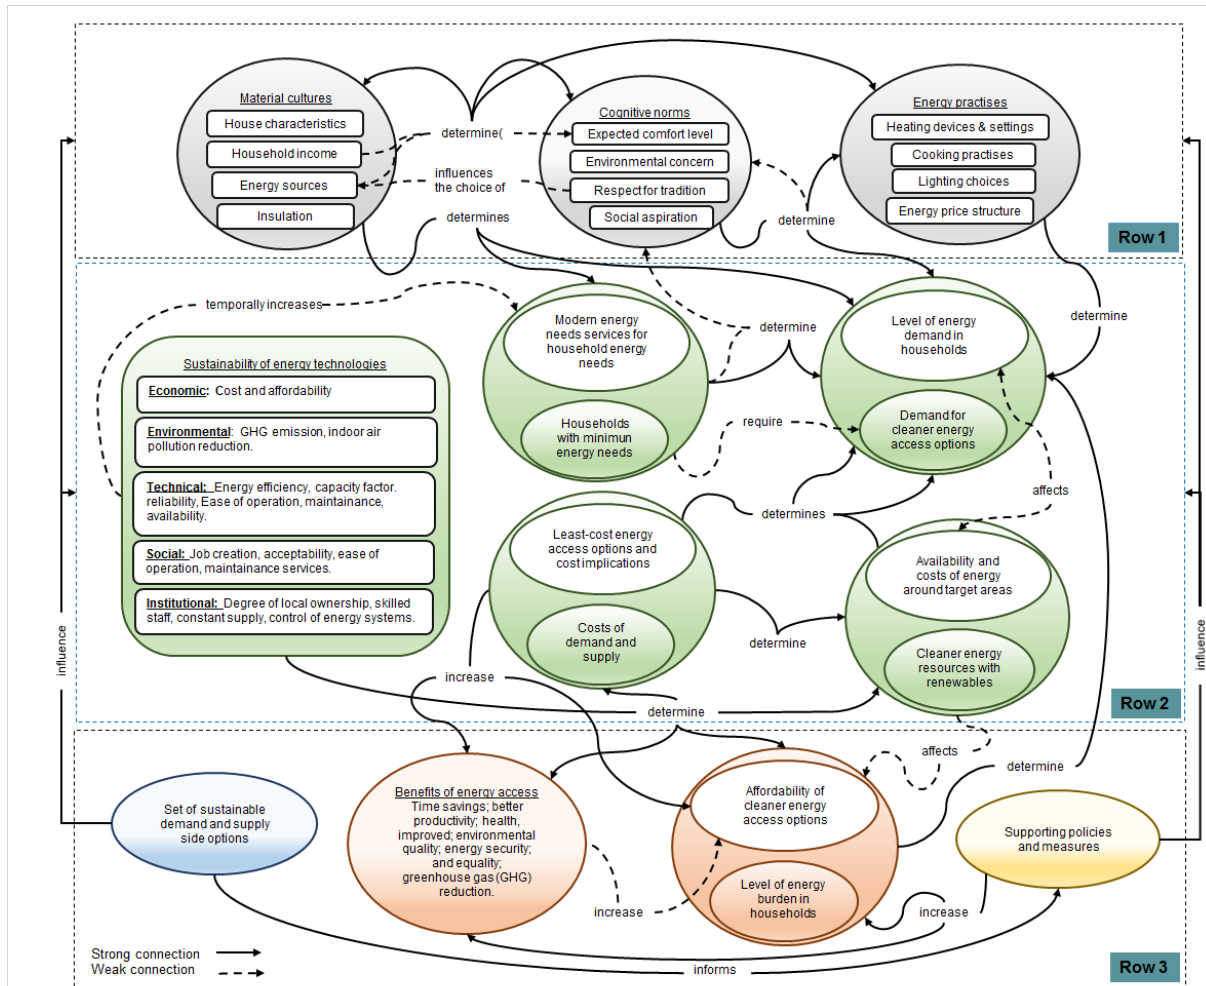 Material cultures
House characteristics
Household income
Energy sources
Insulation
determine(
influences
the choice of
determines
Cognitive norms
Expected comfort level
Environmental concern
Respect for tradition
Social aspiration
determine
Energy practises
Heating devices & settings
Cooking practises
Lighting choices
Energy price structure
Row 1
temporally increases
Sustainability of energy technologies
Economic: Cost and affordability
Environmental: GHG emission, indoor air
pollution reduction.
Technical: Energy efficiency, capacity factor.
reliability, Ease of operation, maintainance,
availability.
Social: Job creation, acceptability, ease of
operation, maintainance services.
Institutional: Degree of local ownership, skilled
staff, constant supply, control of energy systems.
Modern energy
needs services for
household energy
needs
Households
with minimun
energy needs
determine
require
Level of energy
demand in
households
Demand for
cleaner energy
access options
determine
affects
Least-cost energy
access options and
cost implications
Costs of
demand and
supply
determines
determine
Availability and
costs of energy
around target areas
Cleaner energy
resources with
renewables
increase
determine
Row 2
influence
influence
Set of sustainable
demand and supply
side options
Benefits of energy access
Time savings; better
productivity; health,
improved; environmental
quality; energy security;
and equality;
greenhouse gas (GHG)
reduction.
increase
Affordability of
cleaner energy
access options
Level of energy
burden in
households
affects
determine
Supporting policies
and measures
increase
informs
Strong connection
Weak connection
Row 3